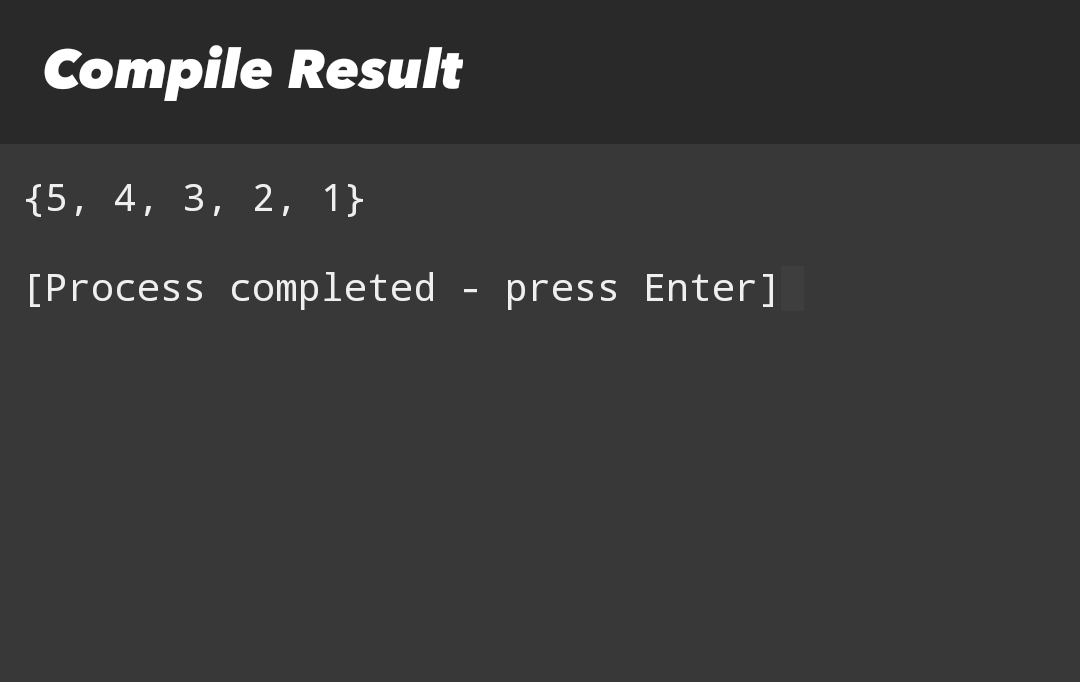 Compile Result
{5, 4, 3, 2, 1}
[Process completed - press Enter]